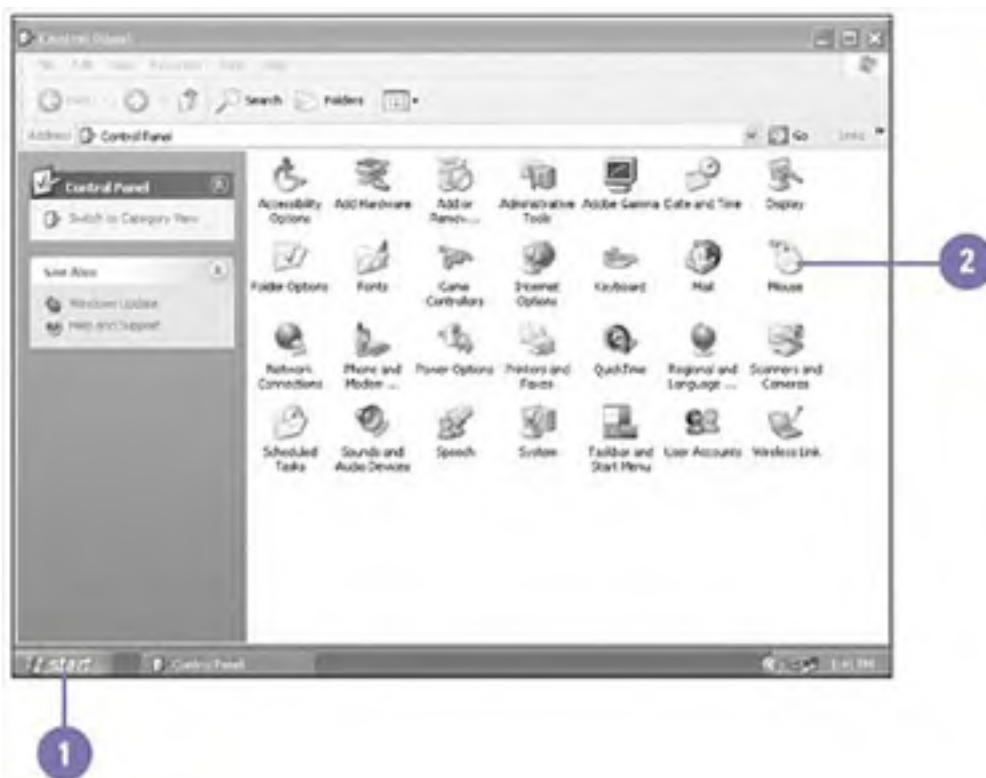 Control Panel
Search Folders
Address Control Panel Go Links
Control Panel
Switch to Category View
See Also
Windows Update
Help and Support
Accessibility Options
Add Hardware
Add or Remov...
Administrative Tools
Adobe Gamma
Date and Time
Display
Folder Options
Fonts
Game Controllers
Internet Options
Keyboard
Mail
Mouse
2
Network Connections
Phone and Modem ...
Power Options
Printers and Faxes
QuickTime
Regional and Language ...
Scanners and Cameras
Scheduled Tasks
Sounds and Audio Devices
Speech
System
Taskbar and Start Menu
User Accounts
Wireless Link
start
Control Panel
1